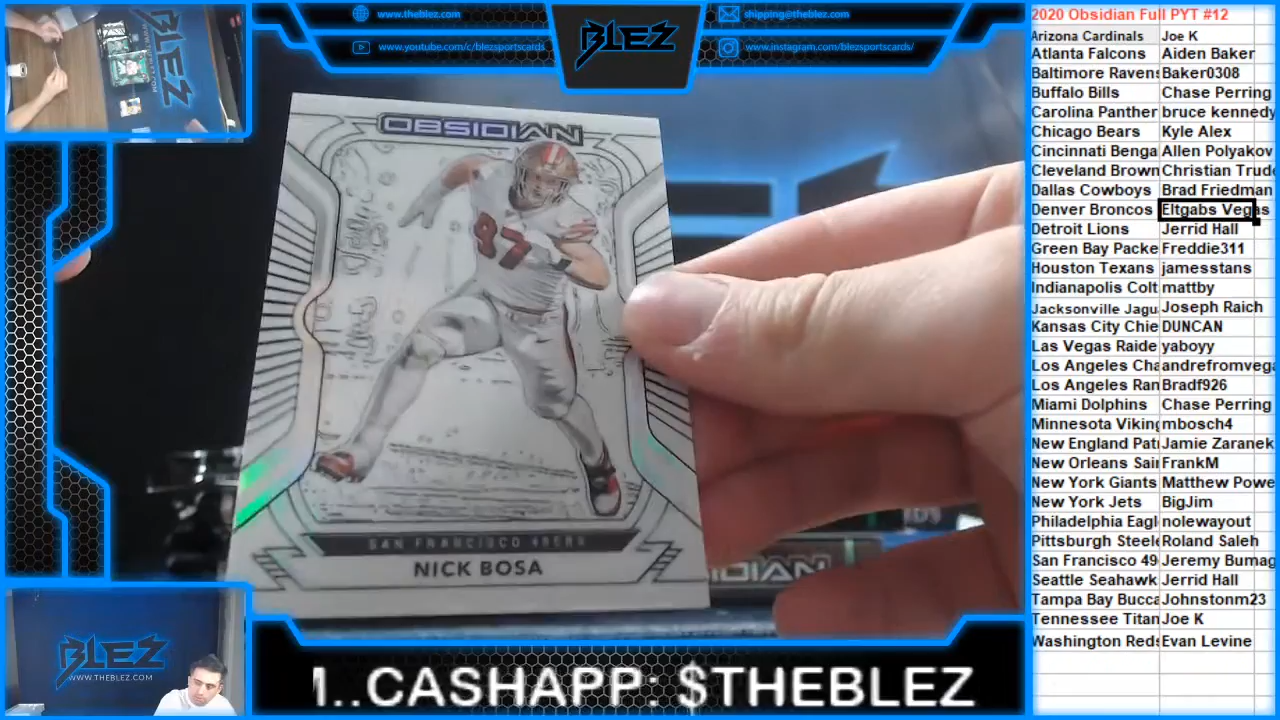 www.theblez.com
shipping@theblez.com
www.youtube.com/c/blezsportscards
www.instagram.com/blezsportscards/
BLEZ
OBSIDIAN
97
SAN FRANCISCO 49ERS
NICK BOSA
BLEZ
WWW.THEBLEZ.COM
..CASHAPP: $THEBLEZ
2020 Obsidian Full PYT #12
Arizona Cardinals Joe K
Atlanta Falcons Aiden Baker
Baltimore Ravens Baker0308
Buffalo Bills Chase Perring
Carolina Panther bruce kennedy
Chicago Bears Kyle Alex
Cincinnati Benga Allen Polyakov
Cleveland Brown Christian Trud
Dallas Cowboys Brad Friedman
Denver Broncos Eltgabs Vegas
Detroit Lions Jerrid Hall
Green Bay Packe Freddie311
Houston Texans jamesstans
Indianapolis Colt mattby
Jacksonville Jagu Joseph Raich
Kansas City Chie DUNCAN
Las Vegas Raide yaboyy
Los Angeles Cha andrefromvega
Los Angeles Ran Bradf926
Miami Dolphins Chase Perring
Minnesota Viking mbosch4
New England Pat Jamie Zaranek
New Orleans Sai FrankM
New York Giants Matthew Powe
New York Jets BigJim
Philadelphia Eagl nolewayout
Pittsburgh Steele Roland Saleh
San Francisco 49 Jeremy Bumag
Seattle Seahawk Jerrid Hall
Tampa Bay Bucca Johnstonm23
Tennessee Titan Joe K
Washington Reds Evan Levine